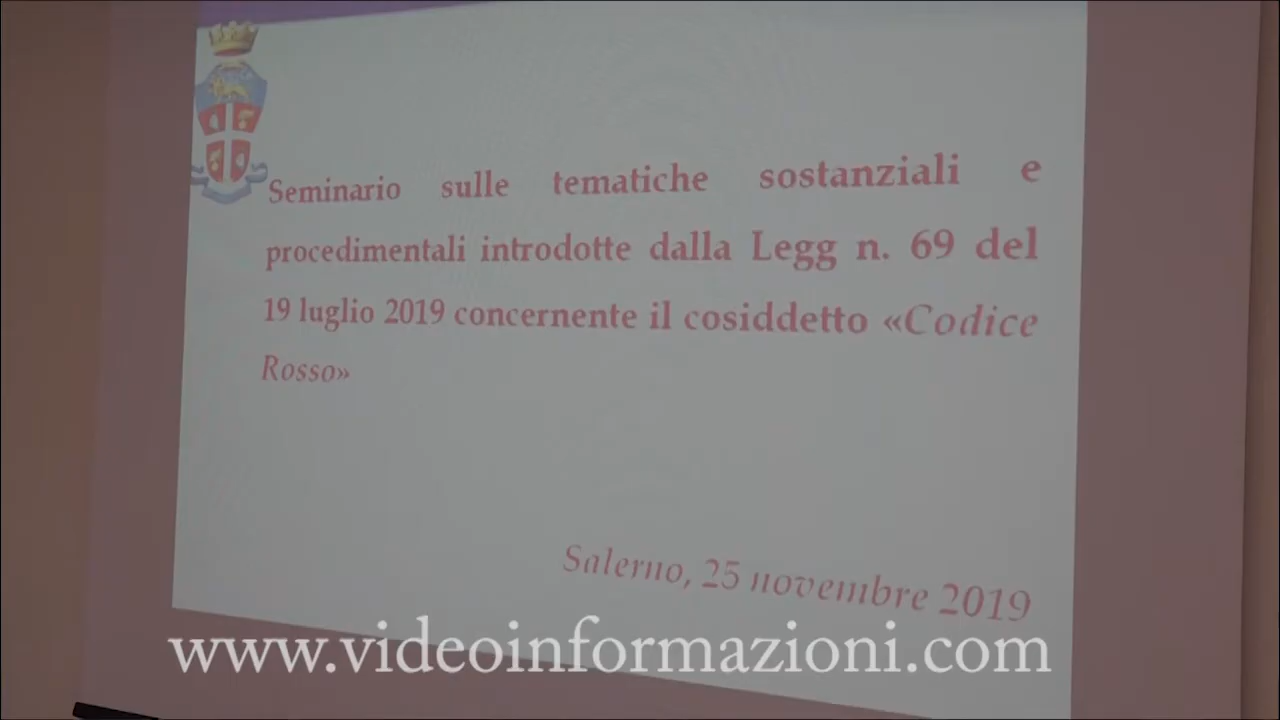 Seminario sulle tematiche sostanziali e
procedimentali introdotte dalla Legg n. 69 del
19 luglio 2019 concernente il cosiddetto «Codice
Rosso»
Salerno, 25 novembre 2019
www.videoinformazioni.com